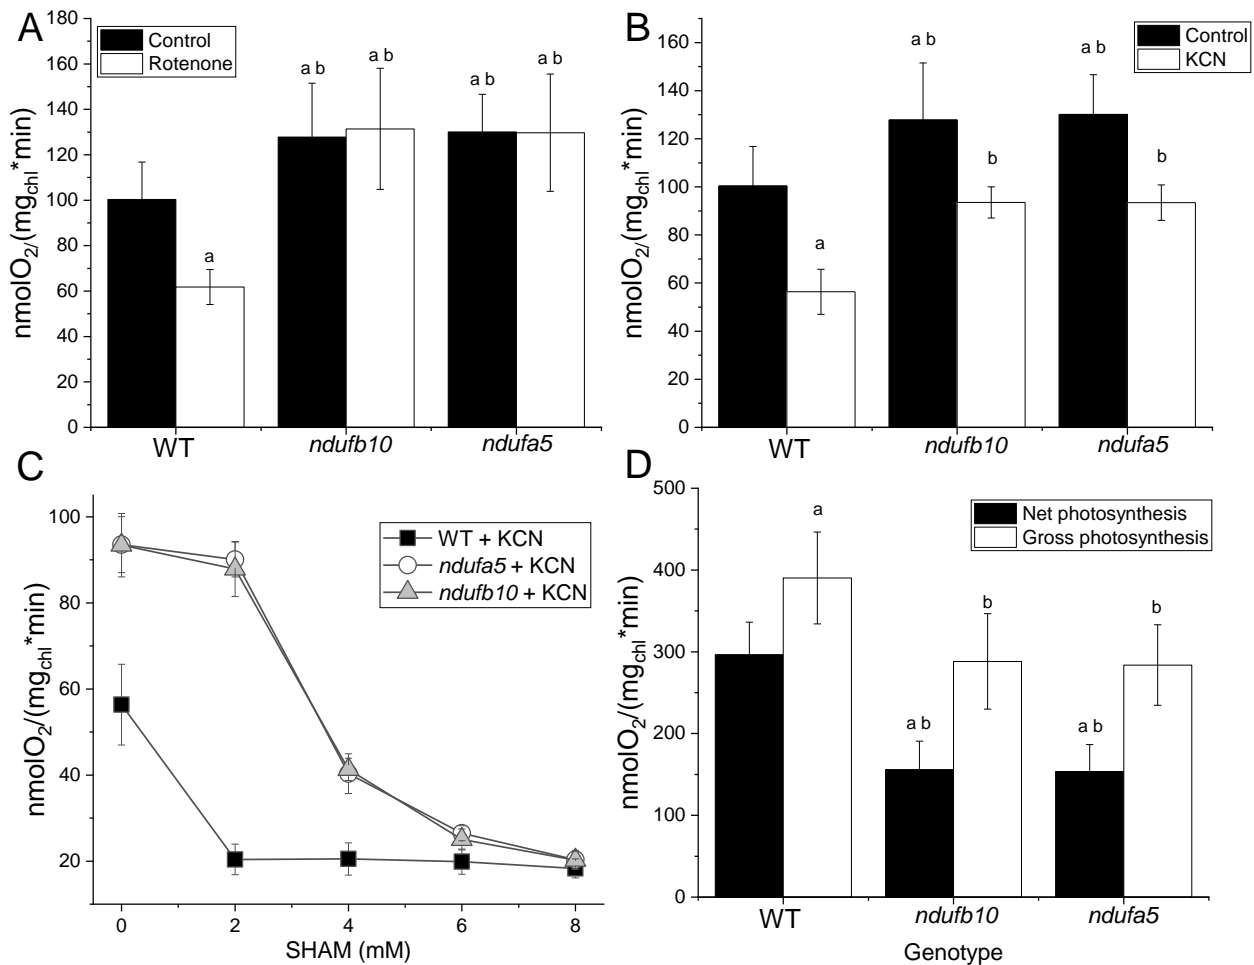 A
Control
Rotenone
180
160
140
120
100
80
60
40
20
0
nmolO2/(mgchl*min)
a
a b
a b
a b
a b
WT
ndufb10
ndufa5
B
Control
KCN
160
140
120
100
80
60
40
20
0
nmolO2/(mgchl*min)
a
a b
b
a b
b
WT
ndufb10
ndufa5
C
WT + KCN
ndufa5 + KCN
ndufb10 + KCN
100
80
60
40
20
nmolO2/(mgchl*min)
0 2 4 6 8
SHAM (mM)
D
Net photosynthesis
Gross photosynthesis
500
400
300
200
100
0
nmolO2/(mgchl*min)
a
a b
b
a b
b
WT
ndufb10
ndufa5
Genotype